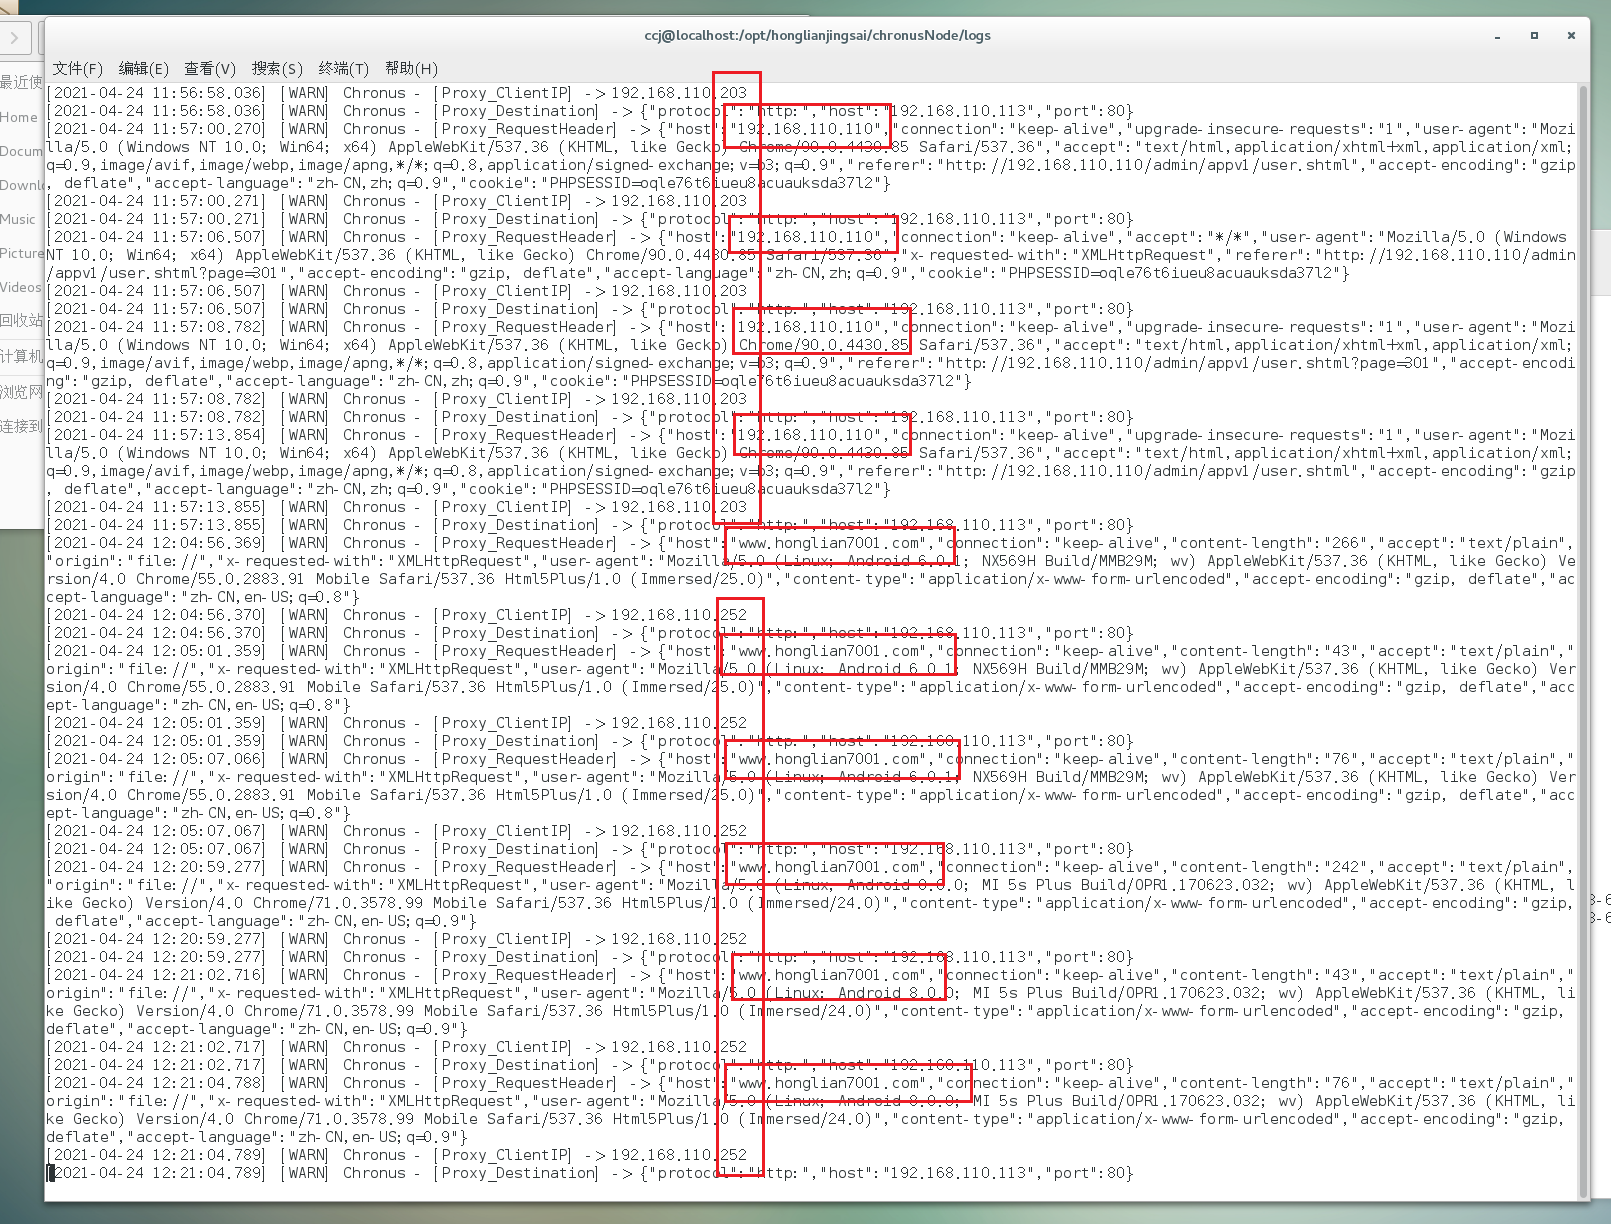 ccj@localhost:/opt/honglianjingsai/chronusNode/logs
文件(F) 编辑(E) 查看(V) 搜索(S) 终端(T) 帮助(H)
最近使
Home
Docum
Downl
Music
Picture
Videos
回收站
计算机
浏览网
连接到
[2021-04-24 11:56:58.036] [WARN] Chronus - [Proxy_ClientIP] ->192.168.110.203
[2021-04-24 11:56:58.036] [WARN] Chronus - [Proxy_Destination] -> {"protocol":"http:","host":"192.168.110.113","port":80}
[2021-04-24 11:57:00.270] [WARN] Chronus - [Proxy_RequestHeader] -> {"host":"192.168.110.110","connection":"keep-alive","upgrade-insecure-requests":"1","user-agent":"Mozi
lla/5.0 (Windows NT 10.0; Win64; x64) AppleWebKit/537.36 (KHTML, like Gecko) Chrome/90.0.4430.85 Safari/537.36","accept":"text/html,application/xhtml+xml,application/xml;
q=0.9,image/avif,image/webp,image/apng,*/*;q=0.8,application/signed-exchange;v=b3;q=0.9","referer":"http://192.168.110.110/admin/appv1/user.shtml","accept-encoding":"gzip
, deflate","accept-language":"zh-CN,zh;q=0.9","cookie":"PHPSESSID=oqle76t6iueu8acuauksda37l2"}
[2021-04-24 11:57:00.271] [WARN] Chronus - [Proxy_ClientIP] ->192.168.110.203
[2021-04-24 11:57:00.271] [WARN] Chronus - [Proxy_Destination] -> {"protocol":"http:","host":"192.168.110.113","port":80}
[2021-04-24 11:57:06.507] [WARN] Chronus - [Proxy_RequestHeader] -> {"host":"192.168.110.110","connection":"keep-alive","accept":"*/*","user-agent":"Mozilla/5.0 (Windows
NT 10.0; Win64; x64) AppleWebKit/537.36 (KHTML, like Gecko) Chrome/90.0.4430.85 Safari/537.36","x-requested-with":"XMLHttpRequest","referer":"http://192.168.110.110/admin
/appv1/user.shtml?page=301","accept-encoding":"gzip, deflate","accept-language":"zh-CN,zh;q=0.9","cookie":"PHPSESSID=oqle76t6iueu8acuauksda37l2"}
[2021-04-24 11:57:06.507] [WARN] Chronus - [Proxy_ClientIP] ->192.168.110.203
[2021-04-24 11:57:06.507] [WARN] Chronus - [Proxy_Destination] -> {"protocol":"http:","host":"192.168.110.113","port":80}
[2021-04-24 11:57:08.782] [WARN] Chronus - [Proxy_RequestHeader] -> {"host":"192.168.110.110","connection":"keep-alive","upgrade-insecure-requests":"1","user-agent":"Mozi
lla/5.0 (Windows NT 10.0; Win64; x64) AppleWebKit/537.36 (KHTML, like Gecko) Chrome/90.0.4430.85 Safari/537.36","accept":"text/html,application/xhtml+xml,application/xml;
q=0.9,image/avif,image/webp,image/apng,*/*;q=0.8,application/signed-exchange;v=b3;q=0.9","referer":"http://192.168.110.110/admin/appv1/user.shtml?page=301","accept-encodi
ng":"gzip, deflate","accept-language":"zh-CN,zh;q=0.9","cookie":"PHPSESSID=oqle76t6iueu8acuauksda37l2"}
[2021-04-24 11:57:08.782] [WARN] Chronus - [Proxy_ClientIP] ->192.168.110.203
[2021-04-24 11:57:08.782] [WARN] Chronus - [Proxy_Destination] -> {"protocol":"http:","host":"192.168.110.113","port":80}
[2021-04-24 11:57:13.854] [WARN] Chronus - [Proxy_RequestHeader] -> {"host":"192.168.110.110","connection":"keep-alive","upgrade-insecure-requests":"1","user-agent":"Mozi
lla/5.0 (Windows NT 10.0; Win64; x64) AppleWebKit/537.36 (KHTML, like Gecko) Chrome/90.0.4430.85 Safari/537.36","accept":"text/html,application/xhtml+xml,application/xml;
q=0.9,image/avif,image/webp,image/apng,*/*;q=0.8,application/signed-exchange;v=b3;q=0.9","referer":"http://192.168.110.110/admin/appv1/user.shtml","accept-encoding":"gzip
, deflate","accept-language":"zh-CN,zh;q=0.9","cookie":"PHPSESSID=oqle76t6iueu8acuauksda37l2"}
[2021-04-24 11:57:13.855] [WARN] Chronus - [Proxy_ClientIP] ->192.168.110.203
[2021-04-24 11:57:13.855] [WARN] Chronus - [Proxy_Destination] -> {"protocol":"http:","host":"192.168.110.113","port":80}
[2021-04-24 12:04:56.369] [WARN] Chronus - [Proxy_RequestHeader] -> {"host":"www.honglian7001.com","connection":"keep-alive","content-length":"266","accept":"text/plain",
"origin":"file://","x-requested-with":"XMLHttpRequest","user-agent":"Mozilla/5.0 (Linux; Android 6.0.1; NX569H Build/MMB29M; wv) AppleWebKit/537.36 (KHTML, like Gecko) Ve
rsion/4.0 Chrome/55.0.2883.91 Mobile Safari/537.36 Html5Plus/1.0 (Immersed/25.0)","content-type":"application/x-www-form-urlencoded","accept-encoding":"gzip, deflate","ac
cept-language":"zh-CN,en-US;q=0.8"}
[2021-04-24 12:04:56.370] [WARN] Chronus - [Proxy_ClientIP] ->192.168.110.252
[2021-04-24 12:04:56.370] [WARN] Chronus - [Proxy_Destination] -> {"protocol":"http:","host":"192.168.110.113","port":80}
[2021-04-24 12:05:01.359] [WARN] Chronus - [Proxy_RequestHeader] -> {"host":"www.honglian7001.com","connection":"keep-alive","content-length":"43","accept":"text/plain","
origin":"file://","x-requested-with":"XMLHttpRequest","user-agent":"Mozilla/5.0 (Linux; Android 6.0.1; NX569H Build/MMB29M; wv) AppleWebKit/537.36 (KHTML, like Gecko) Ver
sion/4.0 Chrome/55.0.2883.91 Mobile Safari/537.36 Html5Plus/1.0 (Immersed/25.0)","content-type":"application/x-www-form-urlencoded","accept-encoding":"gzip, deflate","acc
ept-language":"zh-CN,en-US;q=0.8"}
[2021-04-24 12:05:01.359] [WARN] Chronus - [Proxy_ClientIP] ->192.168.110.252
[2021-04-24 12:05:01.359] [WARN] Chronus - [Proxy_Destination] -> {"protocol":"http:","host":"192.168.110.113","port":80}
[2021-04-24 12:05:07.066] [WARN] Chronus - [Proxy_RequestHeader] -> {"host":"www.honglian7001.com","connection":"keep-alive","content-length":"76","accept":"text/plain","
origin":"file://","x-requested-with":"XMLHttpRequest","user-agent":"Mozilla/5.0 (Linux; Android 6.0.1; NX569H Build/MMB29M; wv) AppleWebKit/537.36 (KHTML, like Gecko) Ver
sion/4.0 Chrome/55.0.2883.91 Mobile Safari/537.36 Html5Plus/1.0 (Immersed/25.0)","content-type":"application/x-www-form-urlencoded","accept-encoding":"gzip, deflate","acc
ept-language":"zh-CN,en-US;q=0.8"}
[2021-04-24 12:05:07.067] [WARN] Chronus - [Proxy_ClientIP] ->192.168.110.252
[2021-04-24 12:05:07.067] [WARN] Chronus - [Proxy_Destination] -> {"protocol":"http:","host":"192.168.110.113","port":80}
[2021-04-24 12:20:59.277] [WARN] Chronus - [Proxy_RequestHeader] -> {"host":"www.honglian7001.com","connection":"keep-alive","content-length":"242","accept":"text/plain",
"origin":"file://","x-requested-with":"XMLHttpRequest","user-agent":"Mozilla/5.0 (Linux; Android 8.0.0; MI 5s Plus Build/OPR1.170623.032; wv) AppleWebKit/537.36 (KHTML, l
ike Gecko) Version/4.0 Chrome/71.0.3578.99 Mobile Safari/537.36 Html5Plus/1.0 (Immersed/24.0)","content-type":"application/x-www-form-urlencoded","accept-encoding":"gzip,
 deflate","accept-language":"zh-CN,en-US;q=0.9"}
[2021-04-24 12:20:59.277] [WARN] Chronus - [Proxy_ClientIP] ->192.168.110.252
[2021-04-24 12:20:59.277] [WARN] Chronus - [Proxy_Destination] -> {"protocol":"http:","host":"192.168.110.113","port":80}
[2021-04-24 12:21:02.716] [WARN] Chronus - [Proxy_RequestHeader] -> {"host":"www.honglian7001.com","connection":"keep-alive","content-length":"43","accept":"text/plain","
origin":"file://","x-requested-with":"XMLHttpRequest","user-agent":"Mozilla/5.0 (Linux; Android 8.0.0; MI 5s Plus Build/OPR1.170623.032; wv) AppleWebKit/537.36 (KHTML, li
ke Gecko) Version/4.0 Chrome/71.0.3578.99 Mobile Safari/537.36 Html5Plus/1.0 (Immersed/24.0)","content-type":"application/x-www-form-urlencoded","accept-encoding":"gzip,
deflate","accept-language":"zh-CN,en-US;q=0.9"}
[2021-04-24 12:21:02.717] [WARN] Chronus - [Proxy_ClientIP] ->192.168.110.252
[2021-04-24 12:21:02.717] [WARN] Chronus - [Proxy_Destination] -> {"protocol":"http:","host":"192.168.110.113","port":80}
[2021-04-24 12:21:04.788] [WARN] Chronus - [Proxy_RequestHeader] -> {"host":"www.honglian7001.com","connection":"keep-alive","content-length":"76","accept":"text/plain","
origin":"file://","x-requested-with":"XMLHttpRequest","user-agent":"Mozilla/5.0 (Linux; Android 8.0.0; MI 5s Plus Build/OPR1.170623.032; wv) AppleWebKit/537.36 (KHTML, li
ke Gecko) Version/4.0 Chrome/71.0.3578.99 Mobile Safari/537.36 Html5Plus/1.0 (Immersed/24.0)","content-type":"application/x-www-form-urlencoded","accept-encoding":"gzip,
deflate","accept-language":"zh-CN,en-US;q=0.9"}
[2021-04-24 12:21:04.789] [WARN] Chronus - [Proxy_ClientIP] ->192.168.110.252
[2021-04-24 12:21:04.789] [WARN] Chronus - [Proxy_Destination] -> {"protocol":"http:","host":"192.168.110.113","port":80}